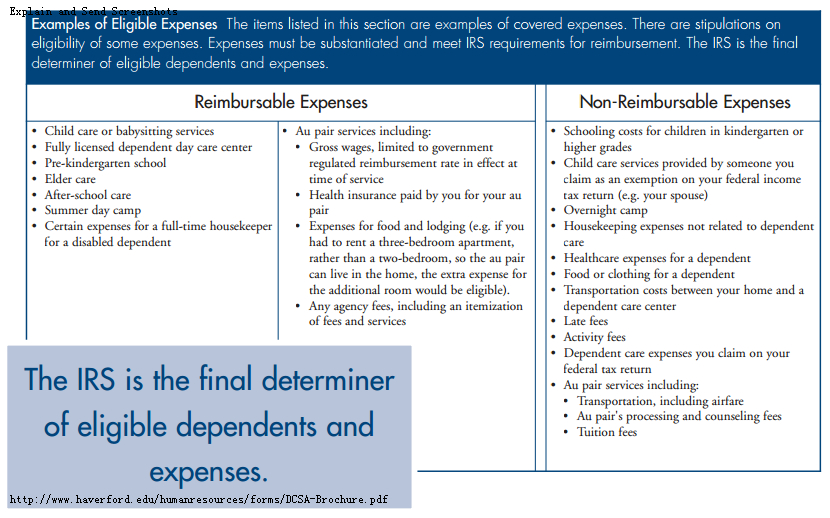 Explain and Send Screenshots
Examples of Eligible Expenses The items listed in this section are examples of covered expenses. There are stipulations on
eligibility of some expenses. Expenses must be substantiated and meet IRS requirements for reimbursement. The IRS is the final
determiner of eligible dependents and expenses.
Reimbursable Expenses
• Child care or babysitting services
• Fully licensed dependent day care center
• Pre-kindergarten school
• Elder care
• After-school care
• Summer day camp
• Certain expenses for a full-time housekeeper
for a disabled dependent
• Au pair services including:
• Gross wages, limited to government
regulated reimbursement rate in effect at
time of service
• Health insurance paid by you for your au
pair
• Expenses for food and lodging (e.g. if you
had to rent a three-bedroom apartment,
rather than a two-bedroom, so the au pair
can live in the home, the extra expense for
the additional room would be eligible).
• Any agency fees, including an itemization
of fees and services
Non-Reimbursable Expenses
• Schooling costs for children in kindergarten or
higher grades
• Child care services provided by someone you
claim as an exemption on your federal income
tax return (e.g. your spouse)
• Overnight camp
• Housekeeping expenses not related to dependent
care
• Healthcare expenses for a dependent
• Food or clothing for a dependent
• Transportation costs between your home and a
dependent care center
• Late fees
• Activity fees
• Dependent care expenses you claim on your
federal tax return
• Au pair services including:
• Transportation, including airfare
• Au pair's processing and counseling fees
• Tuition fees
The IRS is the final determiner
of eligible dependents and
expenses.
http://www.haverford.edu/humanresources/forms/DCSA-Brochure.pdf